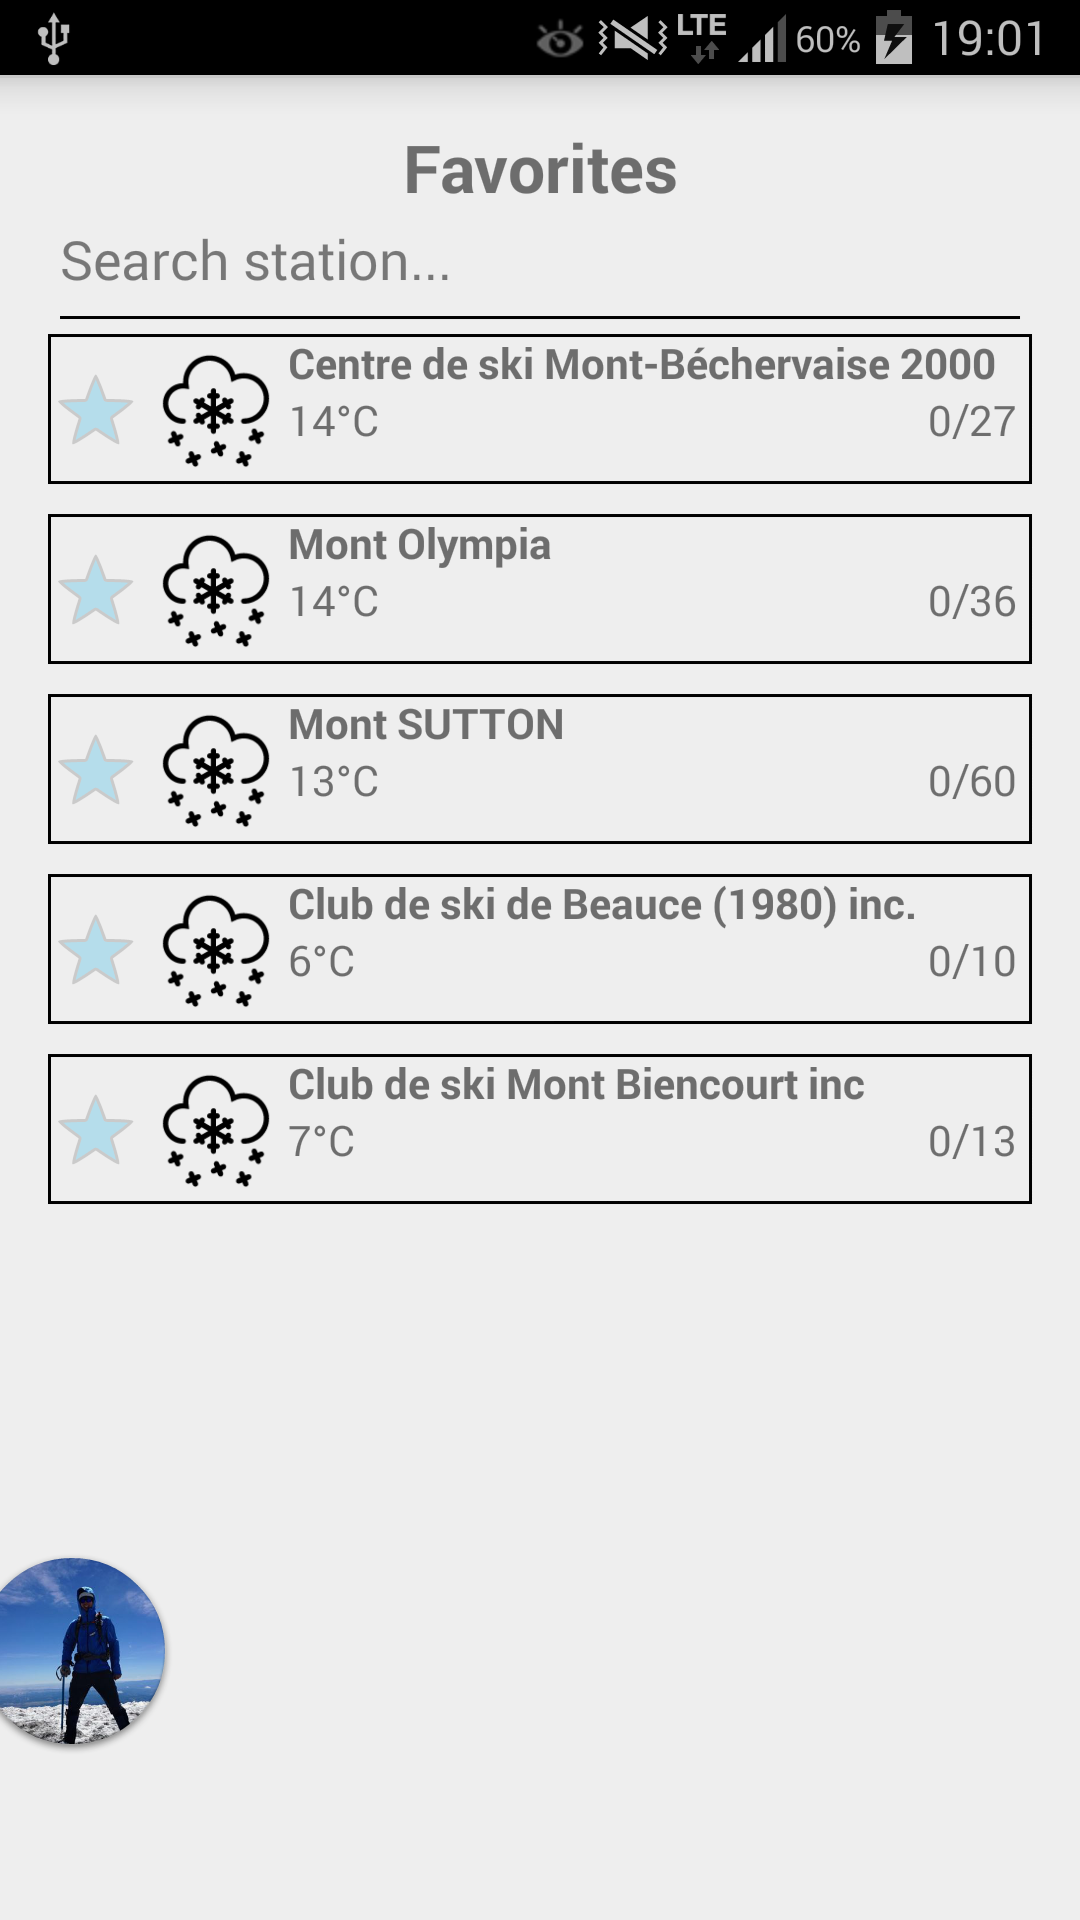 LTE 60% 19:01
Favorites
Search station...
Centre de ski Mont-Béchervaise 2000
14°C 0/27
Mont Olympia
14°C 0/36
Mont SUTTON
13°C 0/60
Club de ski de Beauce (1980) inc.
6°C 0/10
Club de ski Mont Biencourt inc
7°C 0/13